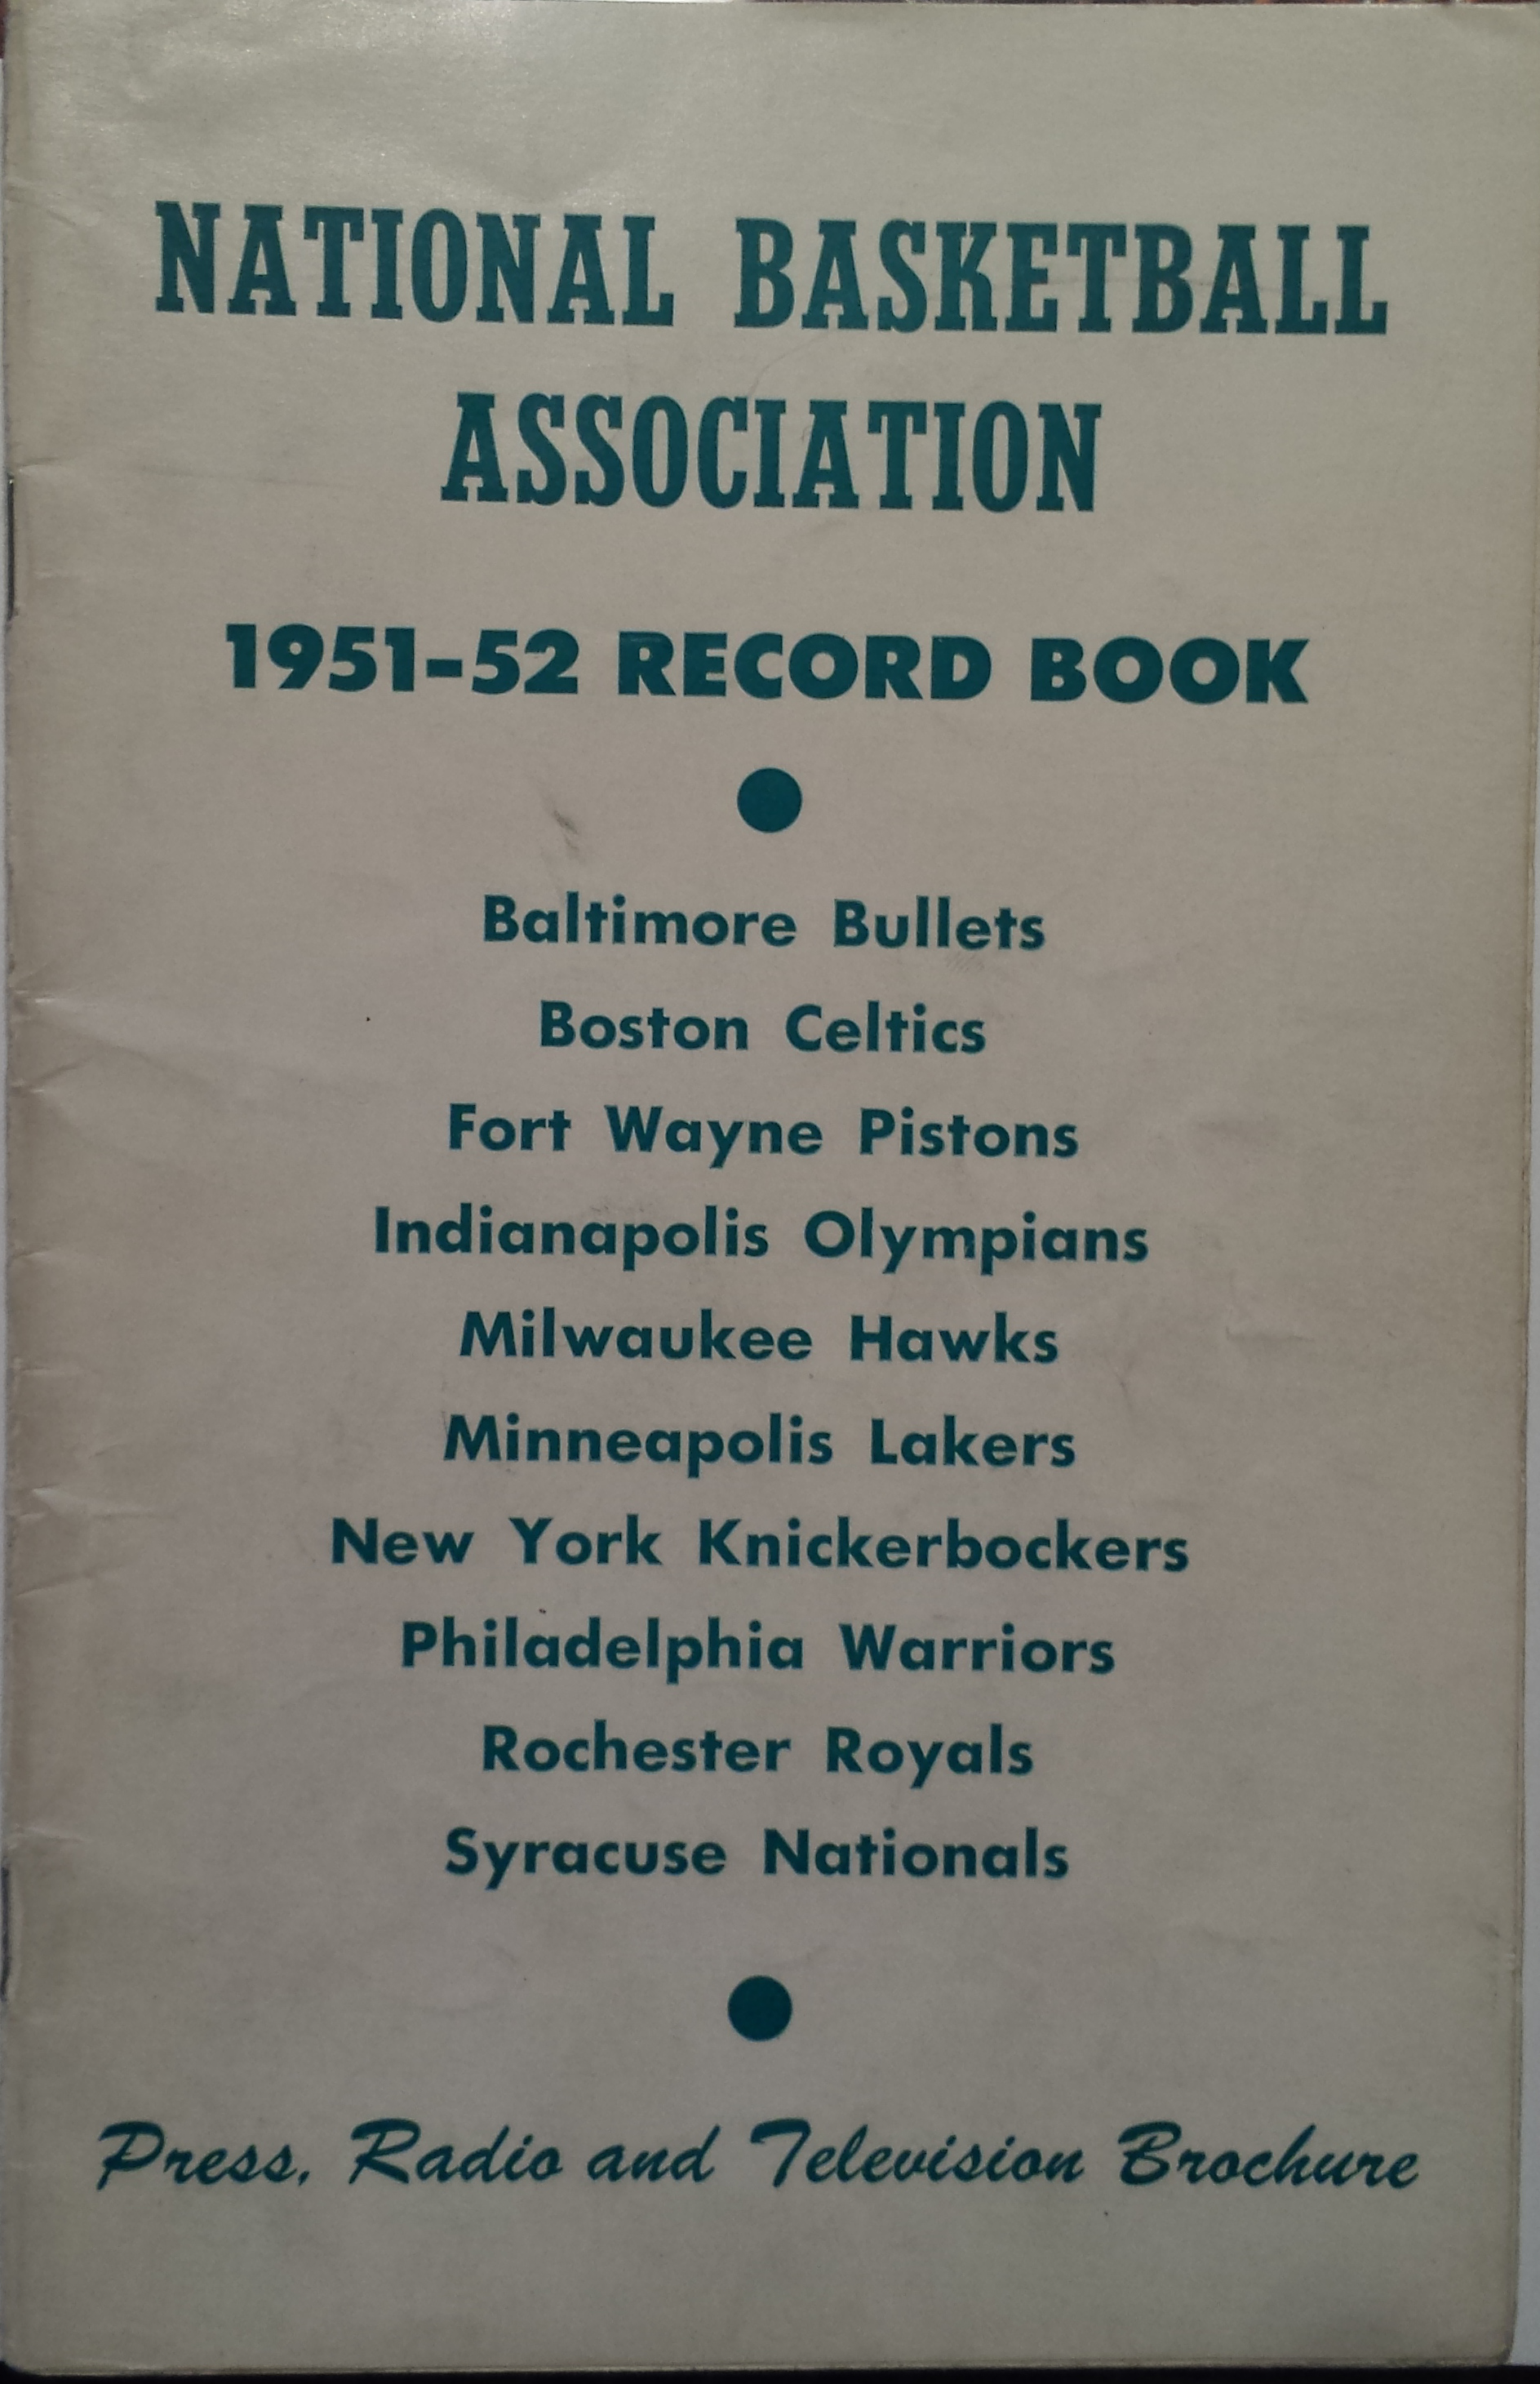 NATIONAL BASKETBALL
ASSOCIATION
1951-52 RECORD BOOK
Baltimore Bullets
Boston Celtics
Fort Wayne Pistons
Indianapolis Olympians
Milwaukee Hawks
Minneapolis Lakers
New York Knickerbockers
Philadelphia Warriors
Rochester Royals
Syracuse Nationals
Press, Radio and Television Brochure